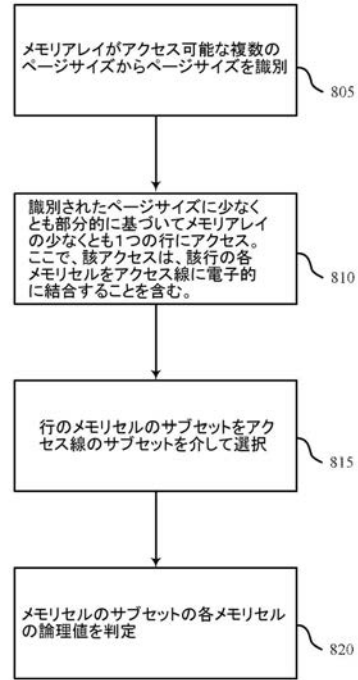 メモリアレイがアクセス可能な複数の
ページサイズからページサイズを識別
805
識別されたページサイズに少なく
とも部分的に基づいてメモリアレイ
の少なくとも1つの行にアクセス。
ここで、該アクセスは、該行の各
メモリセルをアクセス線に電子的
に結合することを含む。
810
行のメモリセルのサブセットをアク
セス線のサブセットを介して選択
815
メモリセルのサブセットの各メモリセル
の論理値を判定
820